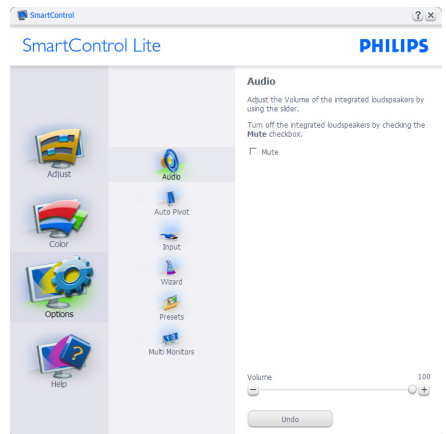 SmartControl
SmartControl Lite
PHILIPS
Adjust
Color
Options
Help
Audio
Auto Pivot
Input
Wizard
Presets
Multi Monitors
Audio
Adjust the Volume of the integrated loudspeakers by
using the slider.
Turn off the integrated loudspeakers by checking the
Mute checkbox.
Mute
Volume 100
Undo